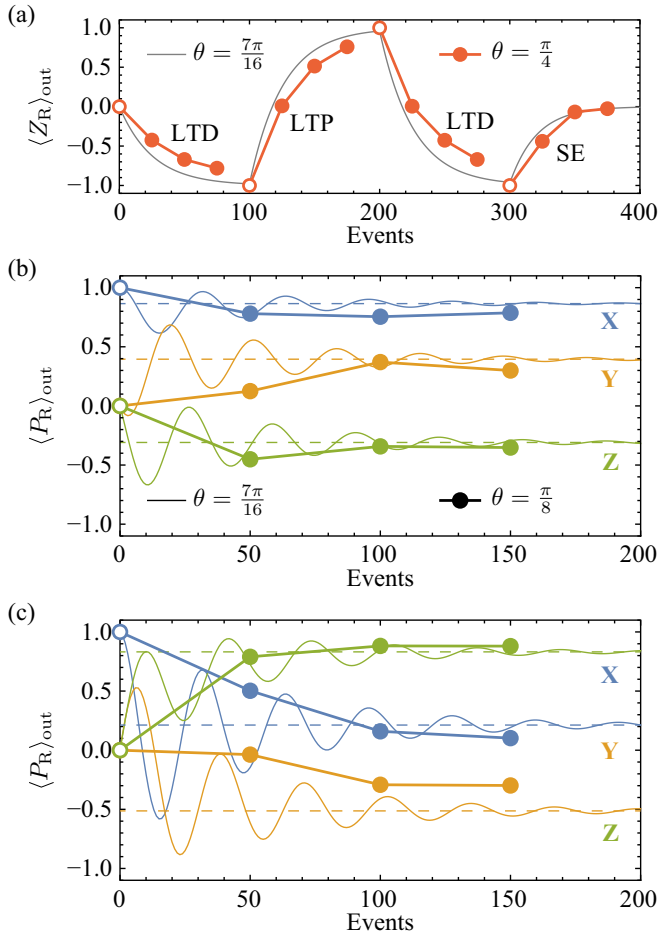 (a)
1.0
0.5
0.0
−0.5
−1.0
⟨Z_R⟩_out
θ = 7π/16
θ = π/4
LTD
LTP
LTD
SE
0
100
200
300
400
Events
(b)
1.0
0.5
0.0
−0.5
−1.0
⟨P_R⟩_out
X
Y
Z
θ = 7π/16
θ = π/8
0
50
100
150
200
Events
(c)
1.0
0.5
0.0
−0.5
−1.0
⟨P_R⟩_out
X
Y
Z
0
50
100
150
200
Events